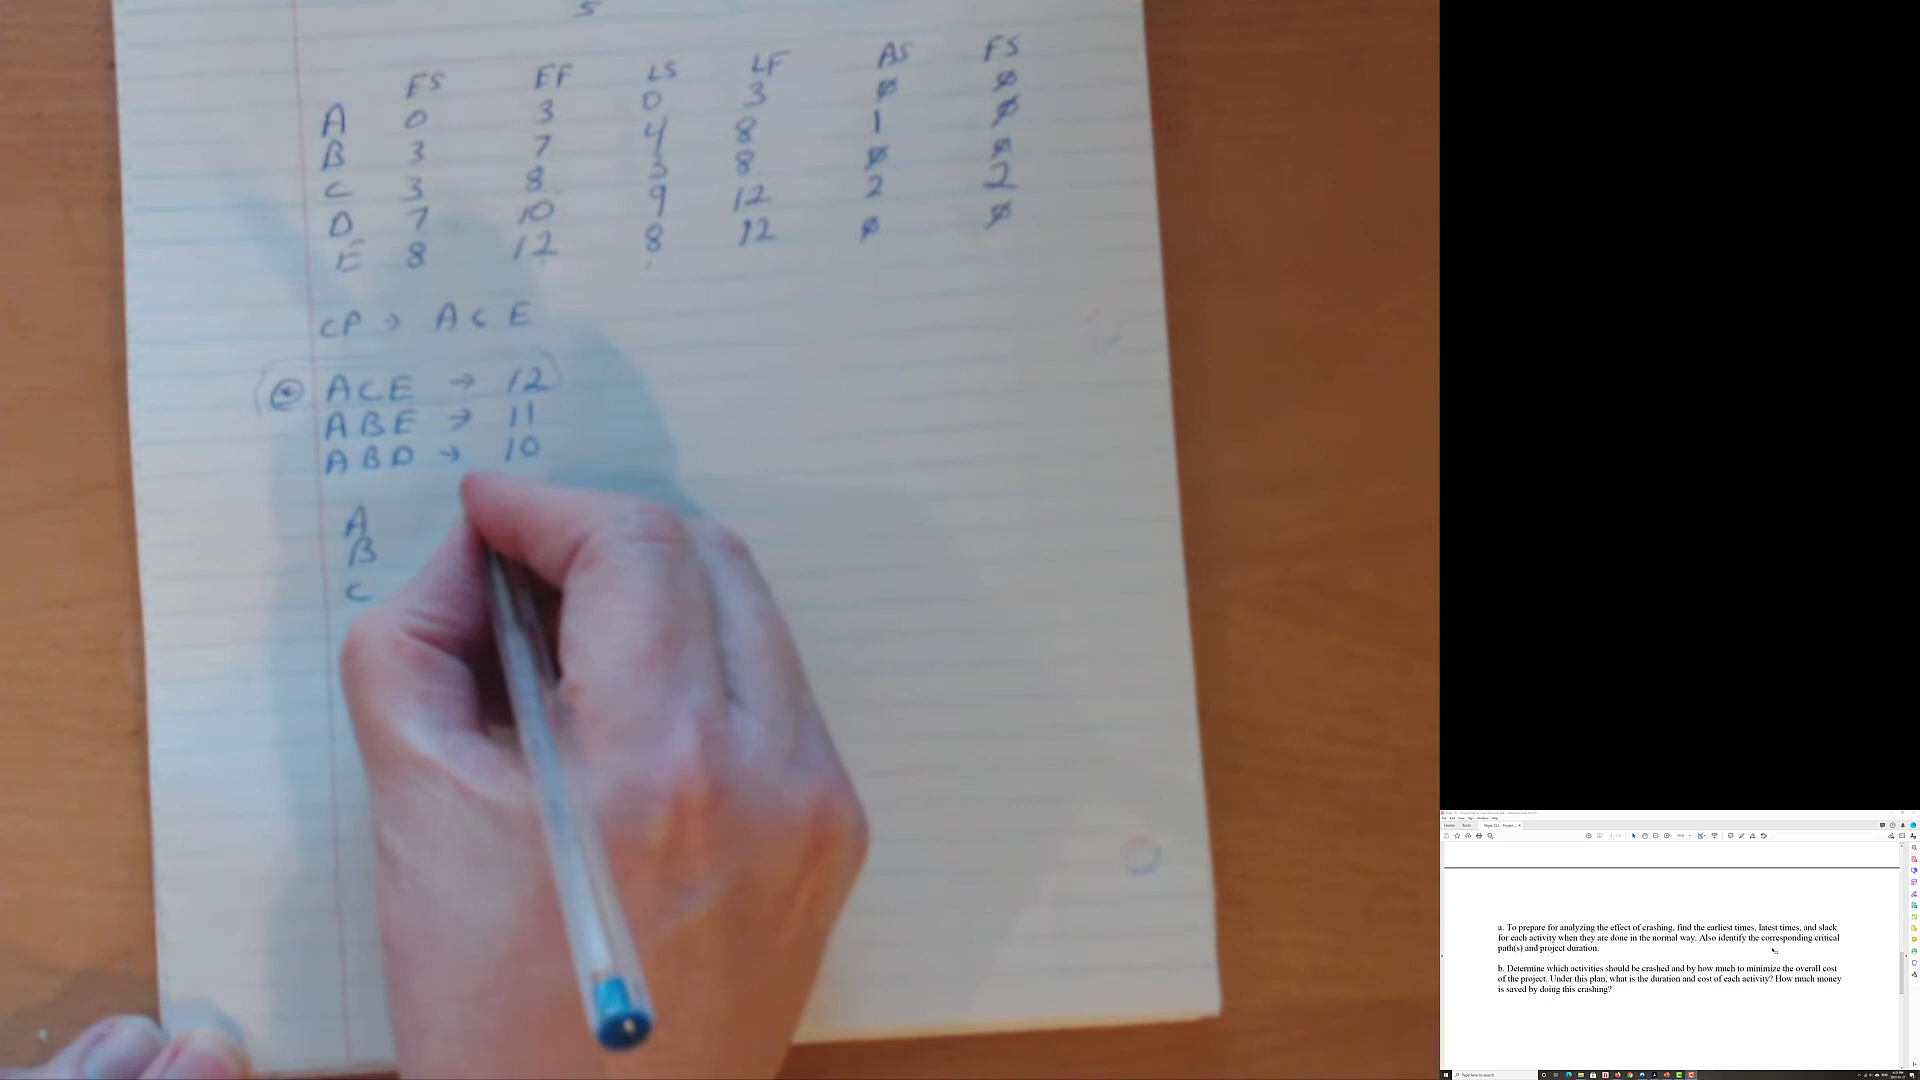 5
ES EF LS LF AS FS
A 0 3 0 3 ∅ ∅
B 3 7 4 8 1 ∅
C 3 8 3 8 ∅ ∅
D 7 10 9 12 2 2
E 8 12 8 12 ∅ ∅
CP → A C E
ACE → 12
ABE → 11
ABD → 10
A
B
C
a. To prepare for analyzing the effect of crashing, find the earliest times, latest times, and slack
for each activity when they are done in the normal way. Also identify the corresponding critical
path(s) and project duration.
b. Determine which activities should be crashed and by how much to minimize the overall cost
of the project. Under this plan, what is the duration and cost of each activity? How much money
is saved by doing this crashing?